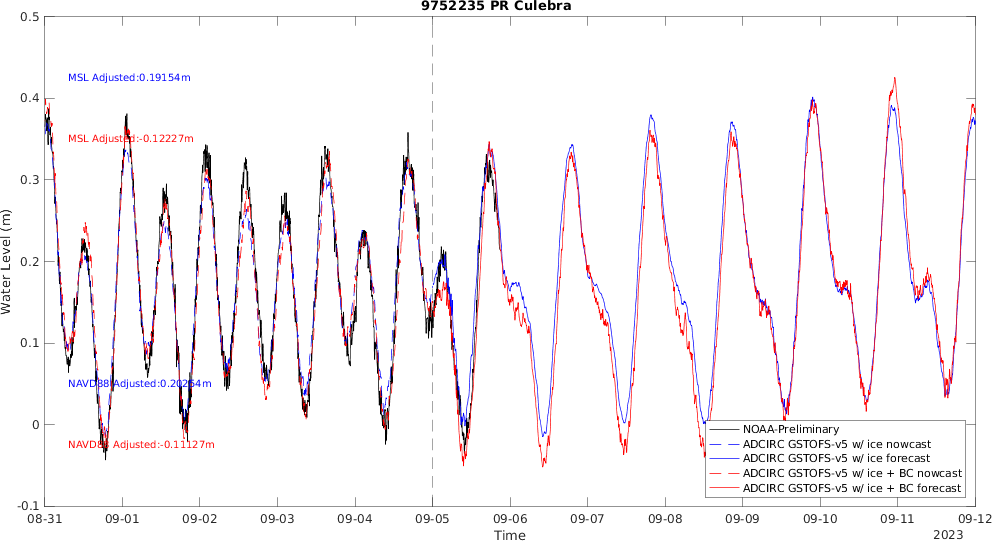 9752235 PR Culebra
0.5
0.4
0.3
0.2
0.1
0
-0.1
Water Level (m)
MSL Adjusted:0.19154m
MSL Adjusted:-0.12227m
NAVD88 Adjusted:0.20254m
NAVD88 Adjusted:-0.11127m
NOAA-Preliminary
ADCIRC GSTOFS-v5 w/ ice nowcast
ADCIRC GSTOFS-v5 w/ ice forecast
ADCIRC GSTOFS-v5 w/ ice + BC nowcast
ADCIRC GSTOFS-v5 w/ ice + BC forecast
08-31 09-01 09-02 09-03 09-04 09-05 09-06 09-07 09-08 09-09 09-10 09-11 09-12
Time
2023